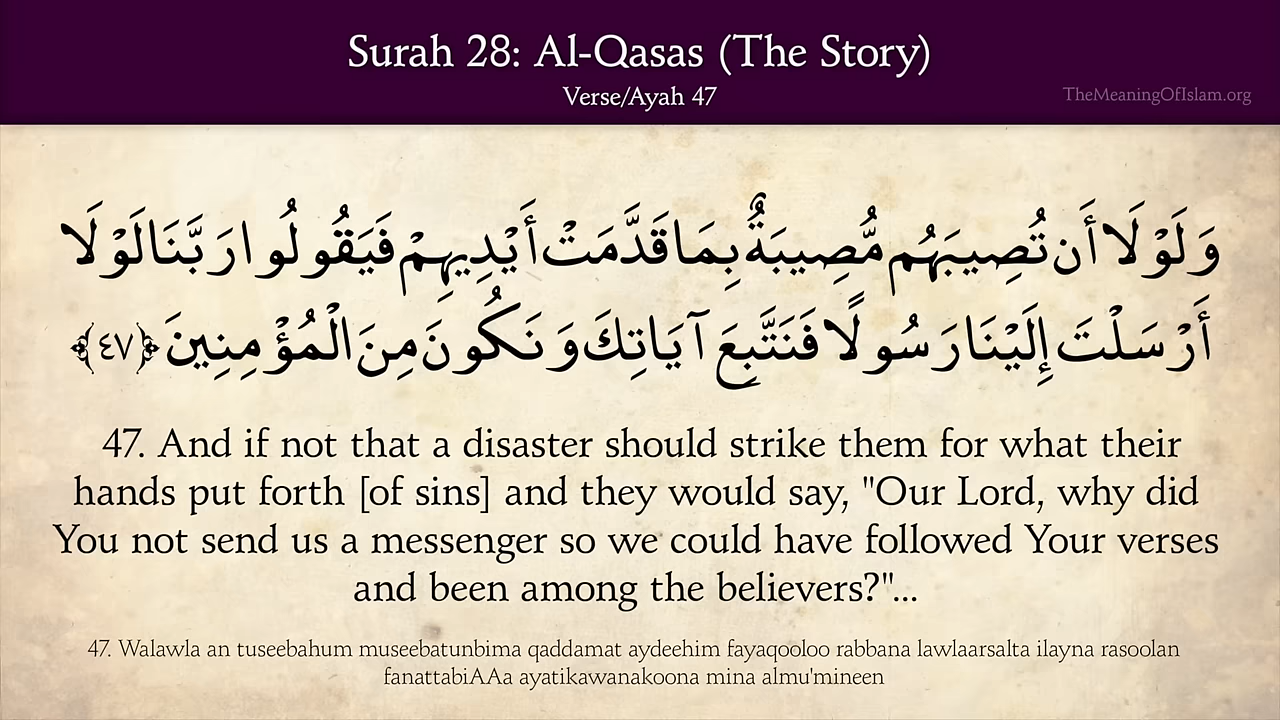 Surah 28: Al-Qasas (The Story)
Verse/Ayah 47
TheMeaningOfIslam.org
وَلَوْلَا أَن تُصِيبَهُم مُّصِيبَةٌ بِمَا قَدَّمَتْ أَيْدِيهِمْ فَيَقُولُوا رَبَّنَا لَوْلَا
أَرْسَلْتَ إِلَيْنَا رَسُولًا فَنَتَّبِعَ آيَاتِكَ وَنَكُونَ مِنَ الْمُؤْمِنِينَ ﴿٤٧﴾
47. And if not that a disaster should strike them for what their
hands put forth [of sins] and they would say, "Our Lord, why did
You not send us a messenger so we could have followed Your verses
and been among the believers?"...
47. Walawla an tuseebahum museebatunbima qaddamat aydeehim fayaqooloo rabbana lawlaarsalta ilayna rasoolan
fanattabiAAa ayatikawanakoona mina almu'mineen